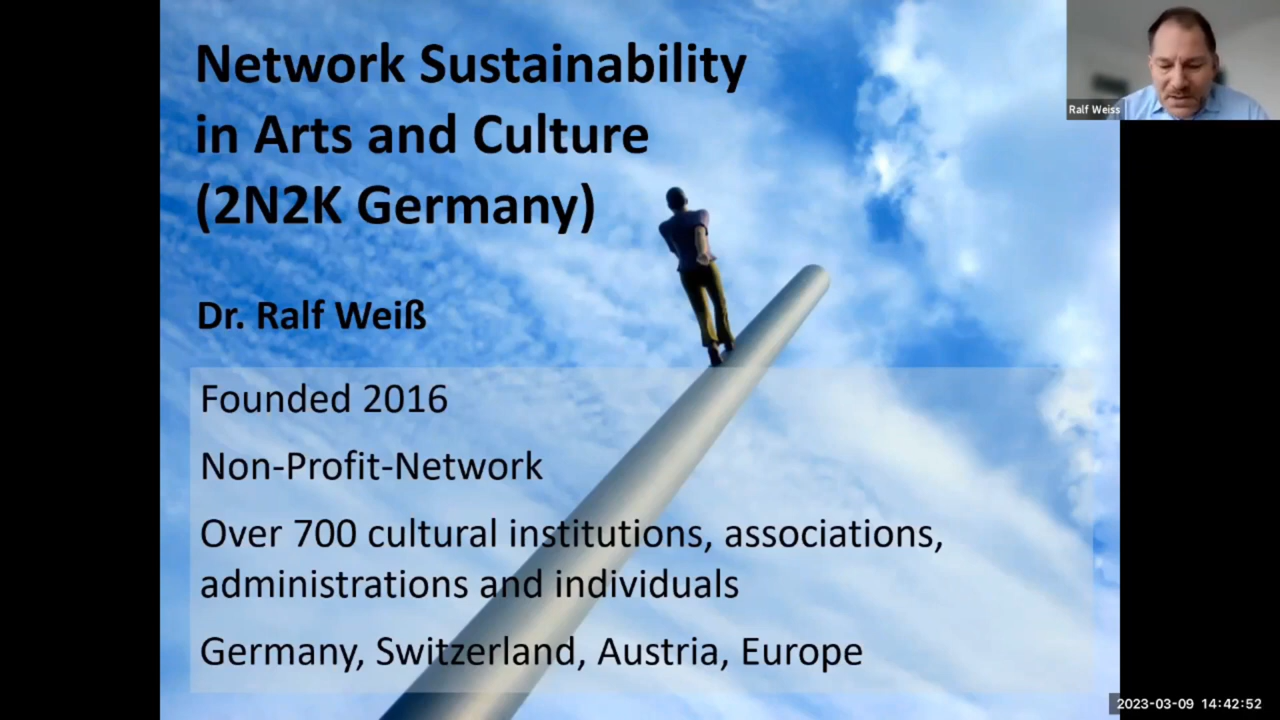 Network Sustainability
in Arts and Culture
(2N2K Germany)
Dr. Ralf Weiß
Founded 2016
Non-Profit-Network
Over 700 cultural institutions, associations,
administrations and individuals
Germany, Switzerland, Austria, Europe
Ralf Weiss
2023-03-09 14:42:52